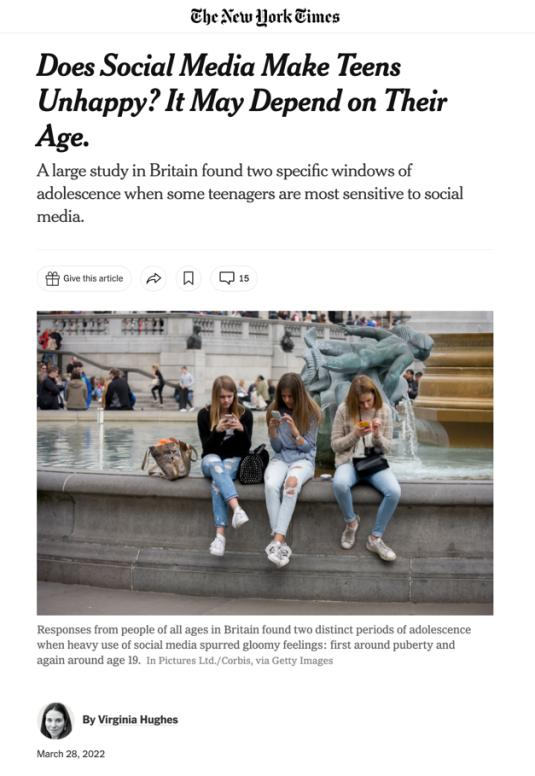 The New York Times
Does Social Media Make Teens
Unhappy? It May Depend on Their
Age.
A large study in Britain found two specific windows of
adolescence when some teenagers are most sensitive to social
media.
Give this article
15
Responses from people of all ages in Britain found two distinct periods of adolescence
when heavy use of social media spurred gloomy feelings: first around puberty and
again around age 19. In Pictures Ltd./Corbis, via Getty Images
By Virginia Hughes
March 28, 2022